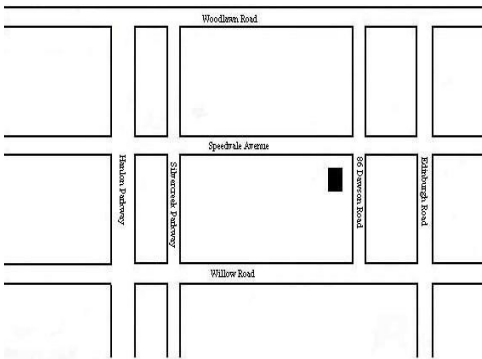 Woodlawn Road
Speedvale Avenue
Hanlon Parkway
Silvercreek Parkway
86 Dawson Road
Edinburgh Road
Willow Road